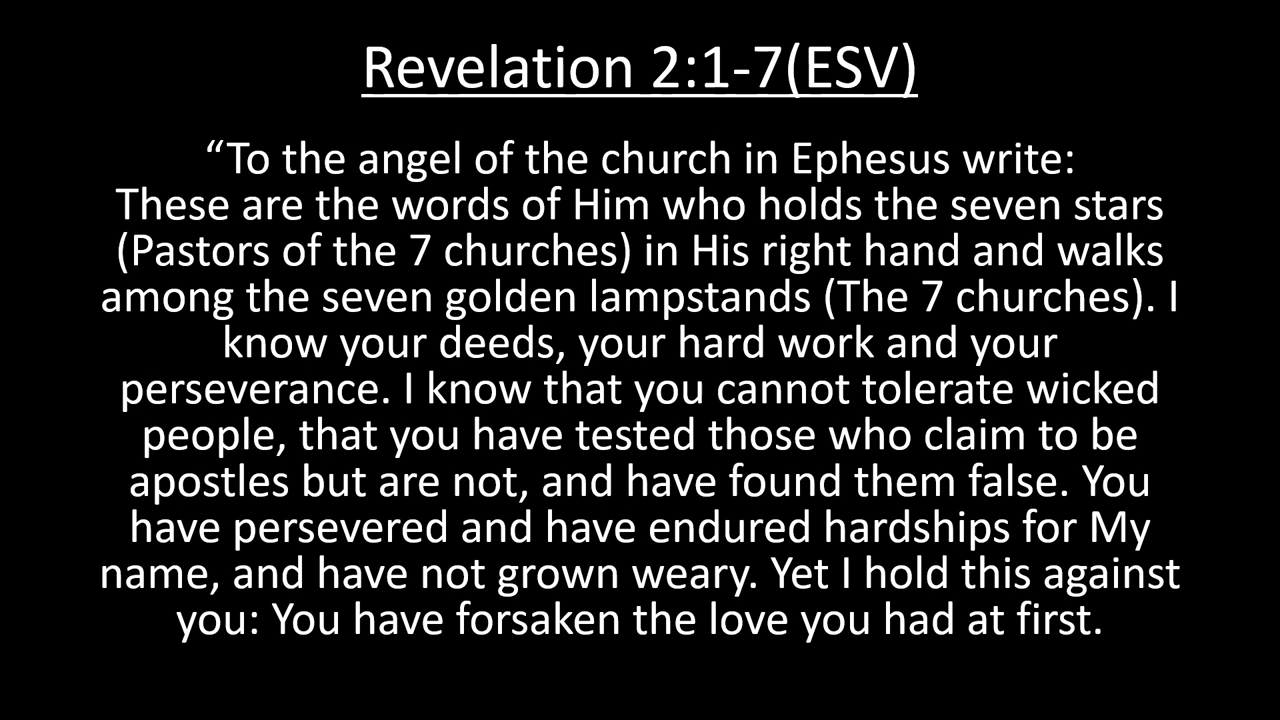 Revelation 2:1-7(ESV)
“To the angel of the church in Ephesus write:
These are the words of Him who holds the seven stars
(Pastors of the 7 churches) in His right hand and walks
among the seven golden lampstands (The 7 churches). I
know your deeds, your hard work and your
perseverance. I know that you cannot tolerate wicked
people, that you have tested those who claim to be
apostles but are not, and have found them false. You
have persevered and have endured hardships for My
name, and have not grown weary. Yet I hold this against
you: You have forsaken the love you had at first.